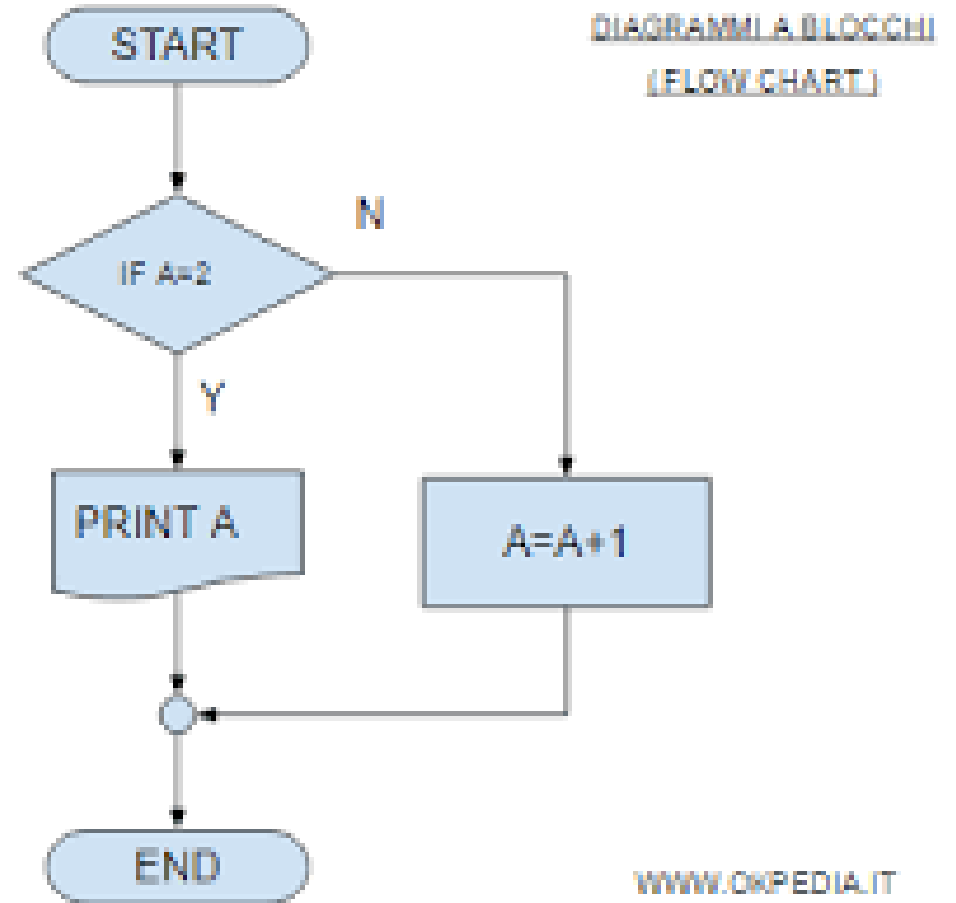 START
DIAGRAMMI A BLOCCHI
(FLOW CHART)
N
IF A=2
Y
PRINT A
A=A+1
END
WWW.OKPEDIA.IT